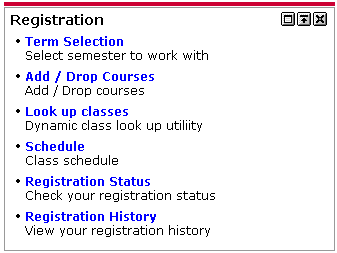 Registration
Term Selection
Select semester to work with
Add / Drop Courses
Add / Drop courses
Look up classes
Dynamic class look up utiliity
Schedule
Class schedule
Registration Status
Check your registration status
Registration History
View your registration history